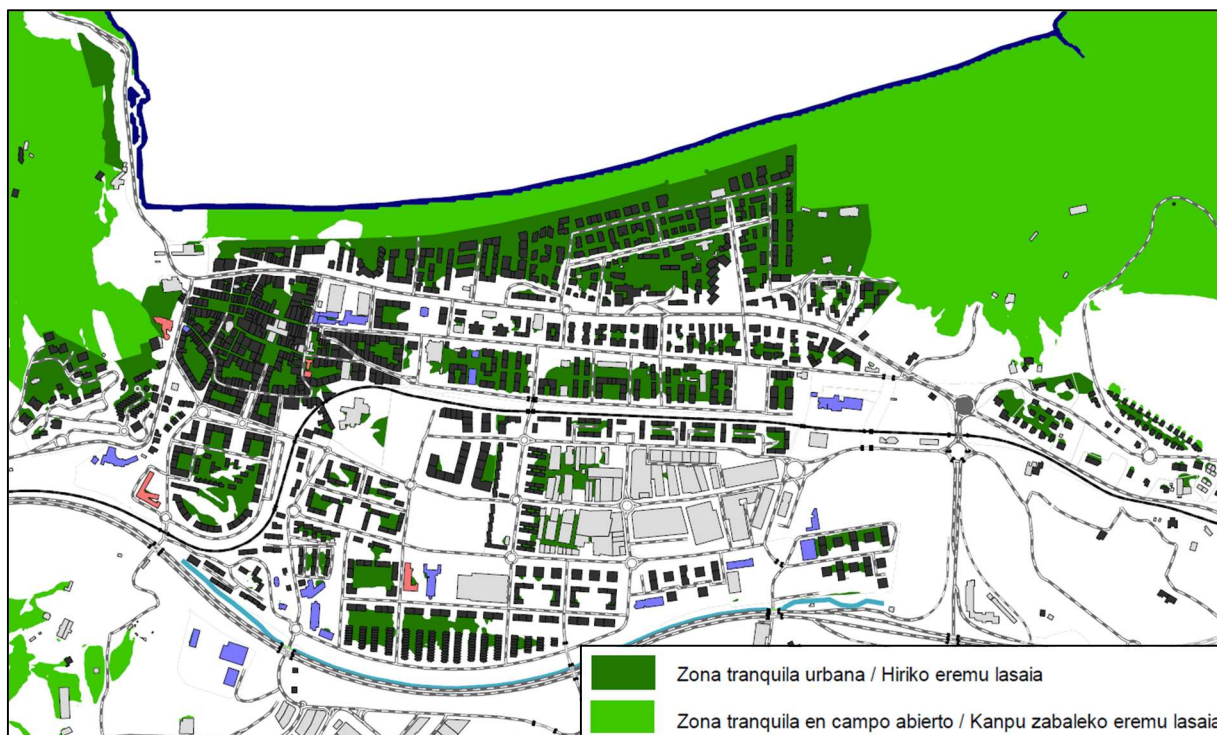 Zona tranquila urbana / Hiriko eremu lasaia
Zona tranquila en campo abierto / Kanpu zabaleko eremu lasaia